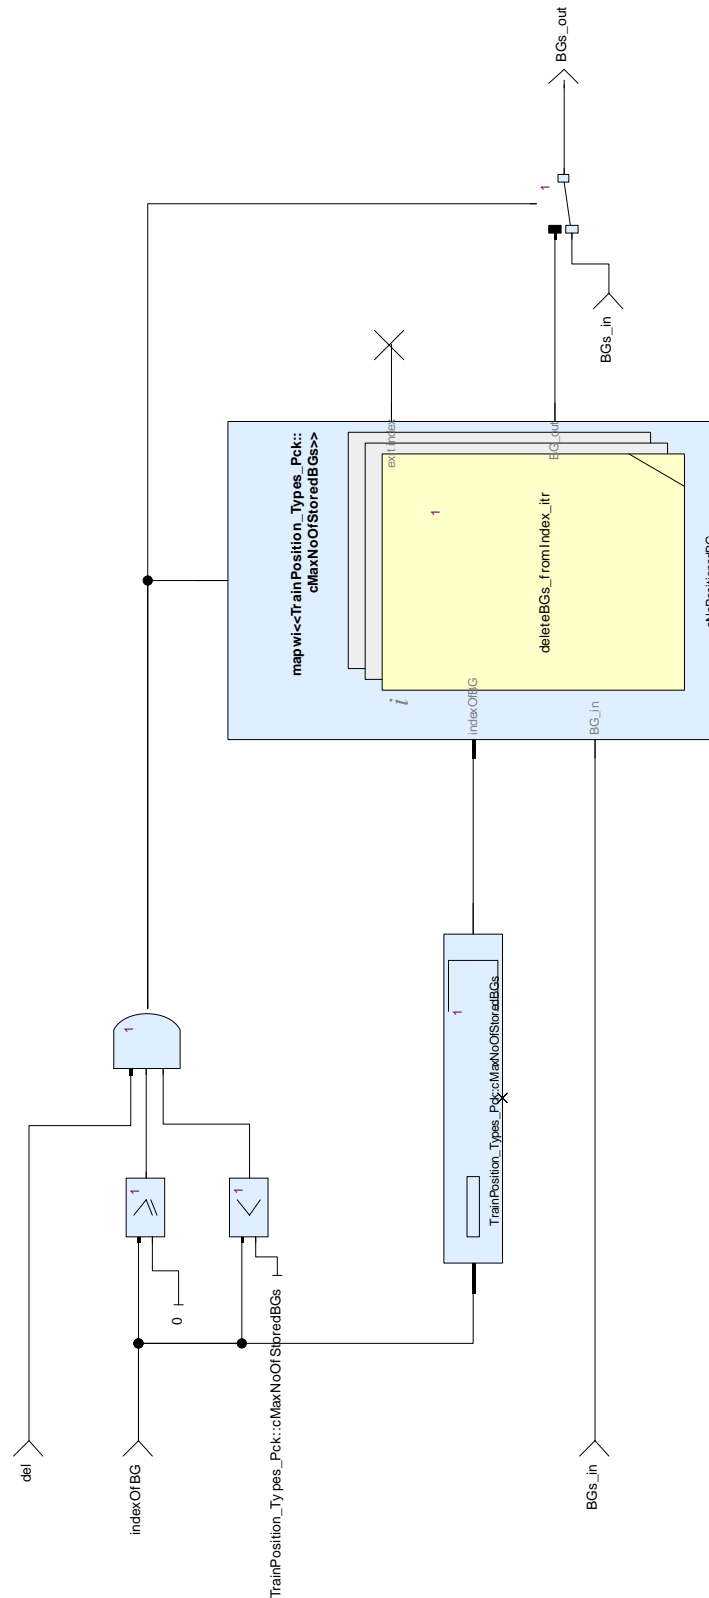 del
indexOfBG
0
TrainPosition_Types_Pck::cMaxNoOfStoredBGs
1
1
1
BGs_in
TrainPosition_Types_Pck::cMaxNoOfStoredBGs
1
mapwi<<TrainPosition_Types_Pck::
cMaxNoOfStoredBGs>>
i
indexOfBG
BG_in
deleteBGs_fromIndex_itr
1
exit index
BG_out
BGs_in
1
BGs_out